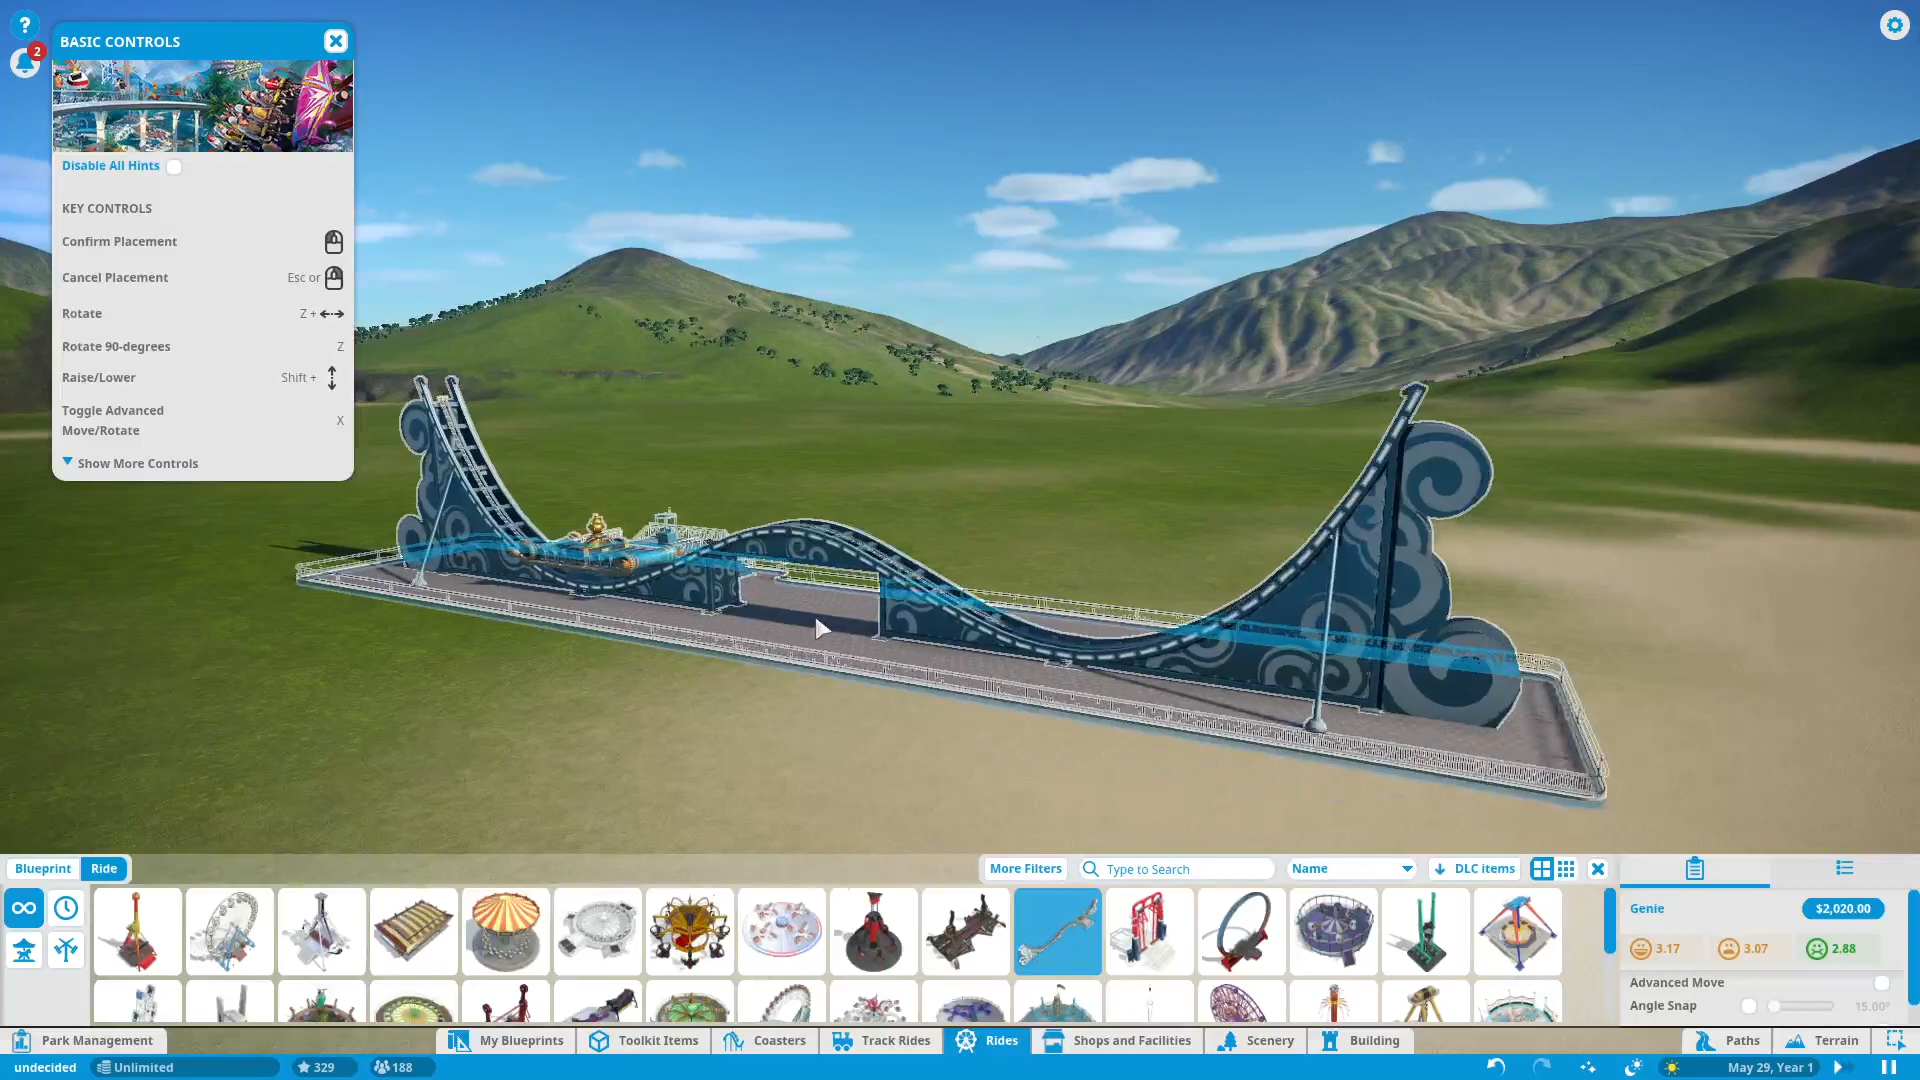 ?
2
BASIC CONTROLS
Disable All Hints
KEY CONTROLS
Confirm Placement
Cancel Placement Esc or
Rotate Z +
Rotate 90-degrees Z
Raise/Lower Shift +
Toggle Advanced
Move/Rotate X
Show More Controls
Blueprint Ride
More Filters Type to Search Name DLC items
Genie $2,020.00
3.17 3.07 2.88
Advanced Move
Angle Snap 15.00°
Park Management My Blueprints Toolkit Items Coasters Track Rides Rides Shops and Facilities Scenery Building Paths Terrain
undecided Unlimited 329 188 May 29, Year 1